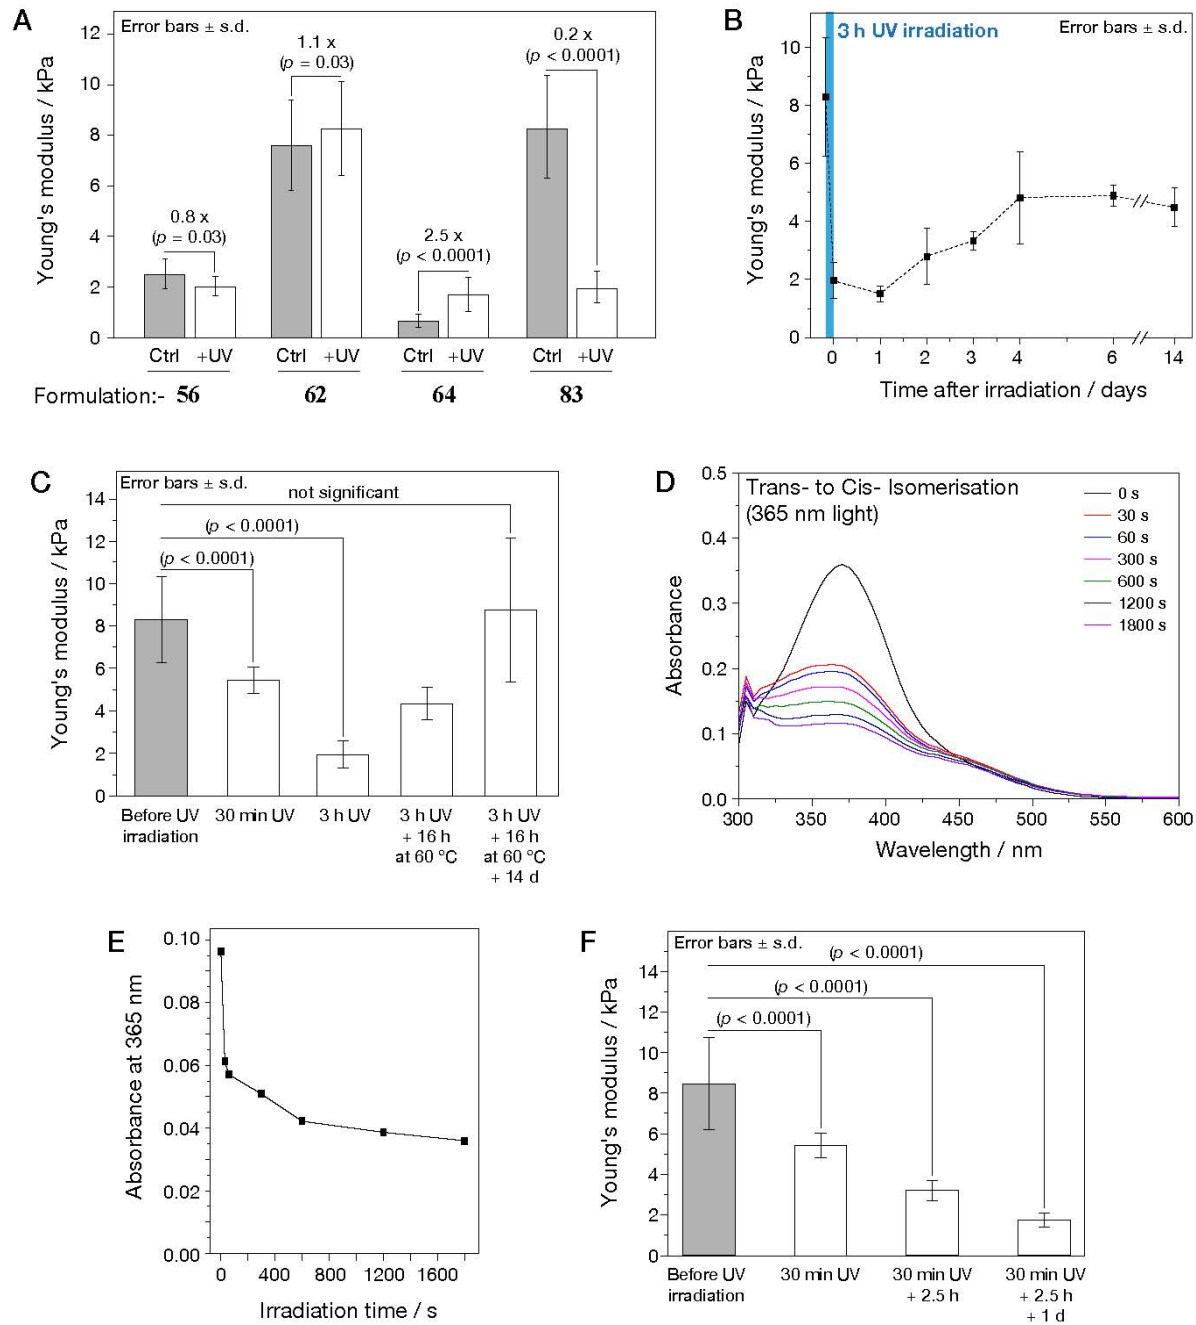 A
Error bars ± s.d.
Young's modulus / kPa
12
10
8
6
4
2
0
0.8 x
(p = 0.03)
1.1 x
(p = 0.03)
2.5 x
(p < 0.0001)
0.2 x
(p < 0.0001)
Ctrl +UV Ctrl +UV Ctrl +UV Ctrl +UV
Formulation:- 56 62 64 83
B
3 h UV irradiation
Error bars ± s.d.
Young's modulus / kPa
10
8
6
4
2
0
0 1 2 3 4 6 14
Time after irradiation / days
C
Error bars ± s.d.
Young's modulus / kPa
14
12
10
8
6
4
2
0
not significant
(p < 0.0001)
(p < 0.0001)
Before UV
irradiation
30 min UV
3 h UV
3 h UV
+ 16 h
at 60 °C
3 h UV
+ 16 h
at 60 °C
+ 14 d
D
Trans- to Cis- Isomerisation
(365 nm light)
0 s
30 s
60 s
300 s
600 s
1200 s
1800 s
Absorbance
0.5
0.4
0.3
0.2
0.1
0.0
300 350 400 450 500 550 600
Wavelength / nm
E
Absorbance at 365 nm
0.10
0.08
0.06
0.04
0.02
0.00
0 400 800 1200 1600
Irradiation time / s
F
Error bars ± s.d.
Young's modulus / kPa
14
12
10
8
6
4
2
0
(p < 0.0001)
(p < 0.0001)
(p < 0.0001)
Before UV
irradiation
30 min UV
30 min UV
+ 2.5 h
30 min UV
+ 2.5 h
+ 1 d